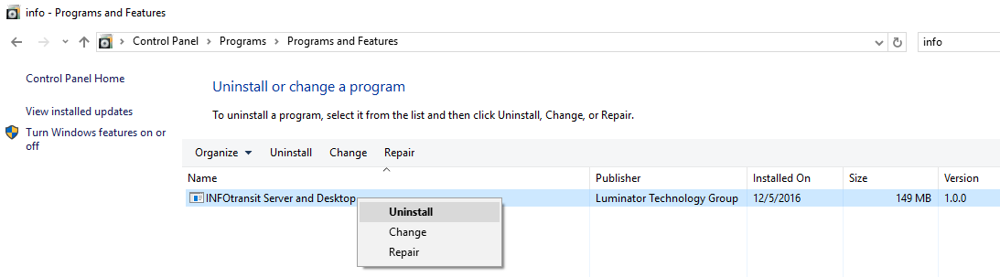 info - Programs and Features
Control Panel > Programs > Programs and Features
info
Control Panel Home
View installed updates
Turn Windows features on or
off
Uninstall or change a program
To uninstall a program, select it from the list and then click Uninstall, Change, or Repair.
Organize Uninstall Change Repair
Name Publisher Installed On Size Version
INFOtransit Server and Desktop Luminator Technology Group 12/5/2016 149 MB 1.0.0
Uninstall
Change
Repair